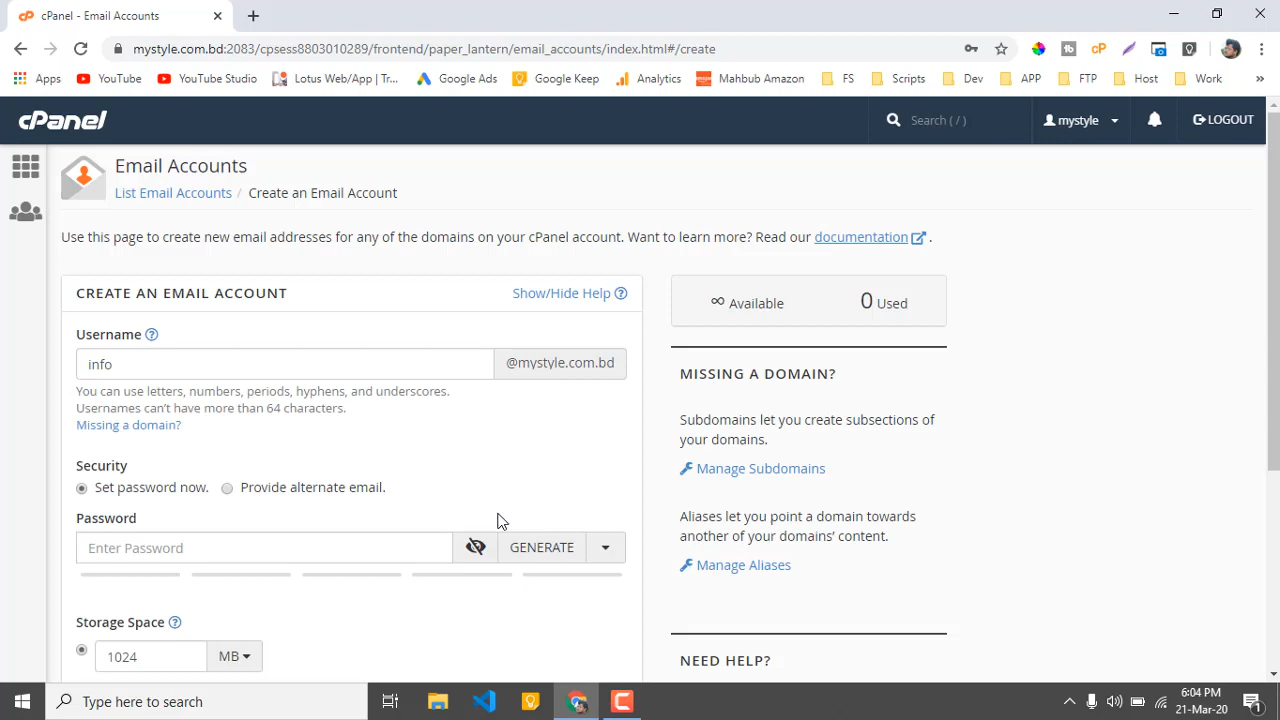 cPanel - Email Accounts
mystyle.com.bd:2083/cpsess8803010289/frontend/paper_lantern/email_accounts/index.html#/create
Apps YouTube YouTube Studio Lotus Web/App | Tr... Google Ads Google Keep Analytics Mahbub Amazon FS Scripts Dev APP FTP Host Work »
cPanel Search ( / ) mystyle LOGOUT
Email Accounts
List Email Accounts / Create an Email Account
Use this page to create new email addresses for any of the domains on your cPanel account. Want to learn more? Read our documentation .
CREATE AN EMAIL ACCOUNT Show/Hide Help
Username
info @mystyle.com.bd
You can use letters, numbers, periods, hyphens, and underscores.
Usernames can't have more than 64 characters.
Missing a domain?
Security
Set password now. Provide alternate email.
Password
Enter Password GENERATE
Storage Space
1024 MB
∞ Available 0 Used
MISSING A DOMAIN?
Subdomains let you create subsections of
your domains.
Manage Subdomains
Aliases let you point a domain towards
another of your domains' content.
Manage Aliases
NEED HELP?
Type here to search
6:04 PM
21-Mar-20
1